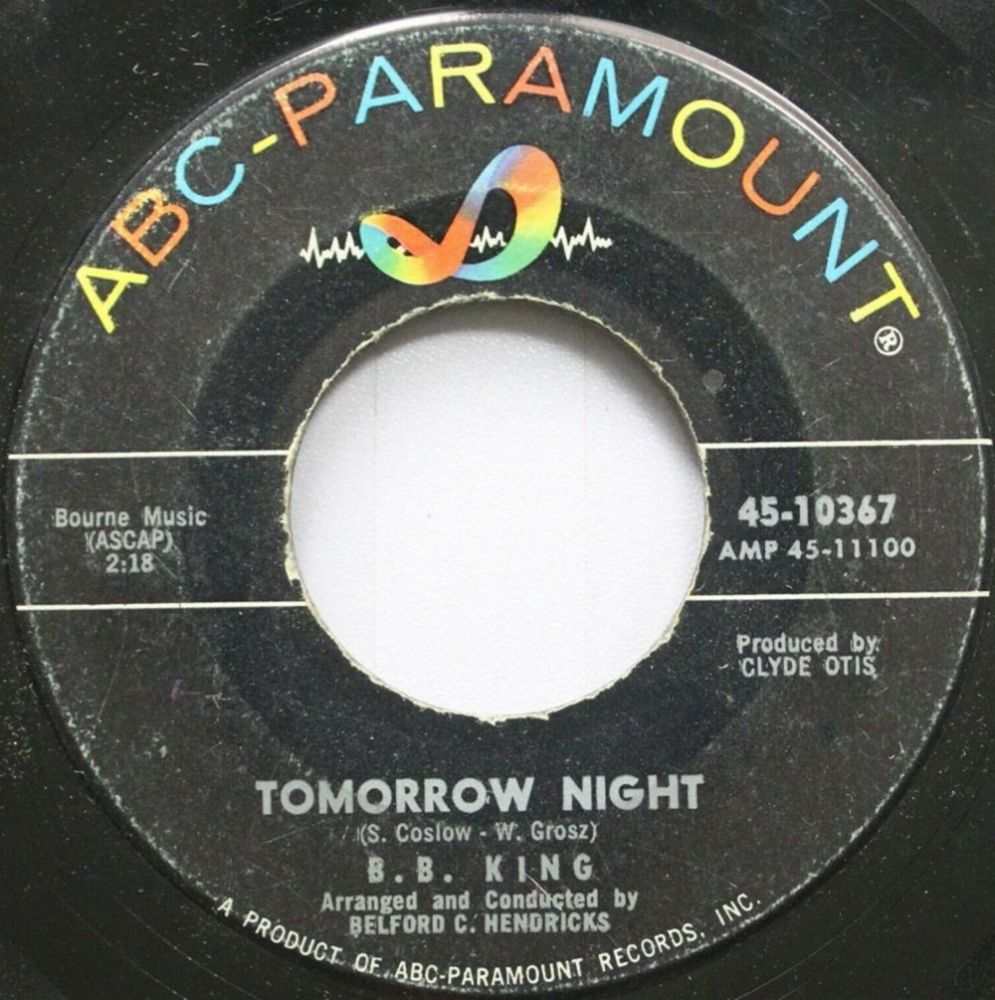 ABC-PARAMOUNT®
Bourne Music
(ASCAP)
2:18
45-10367
AMP 45-11100
Produced by
CLYDE OTIS
TOMORROW NIGHT
(S. Coslow - W. Grosz)
B.B. KING
Arranged and Conducted by
BELFORD C. HENDRICKS
A PRODUCT OF ABC-PARAMOUNT RECORDS, INC.